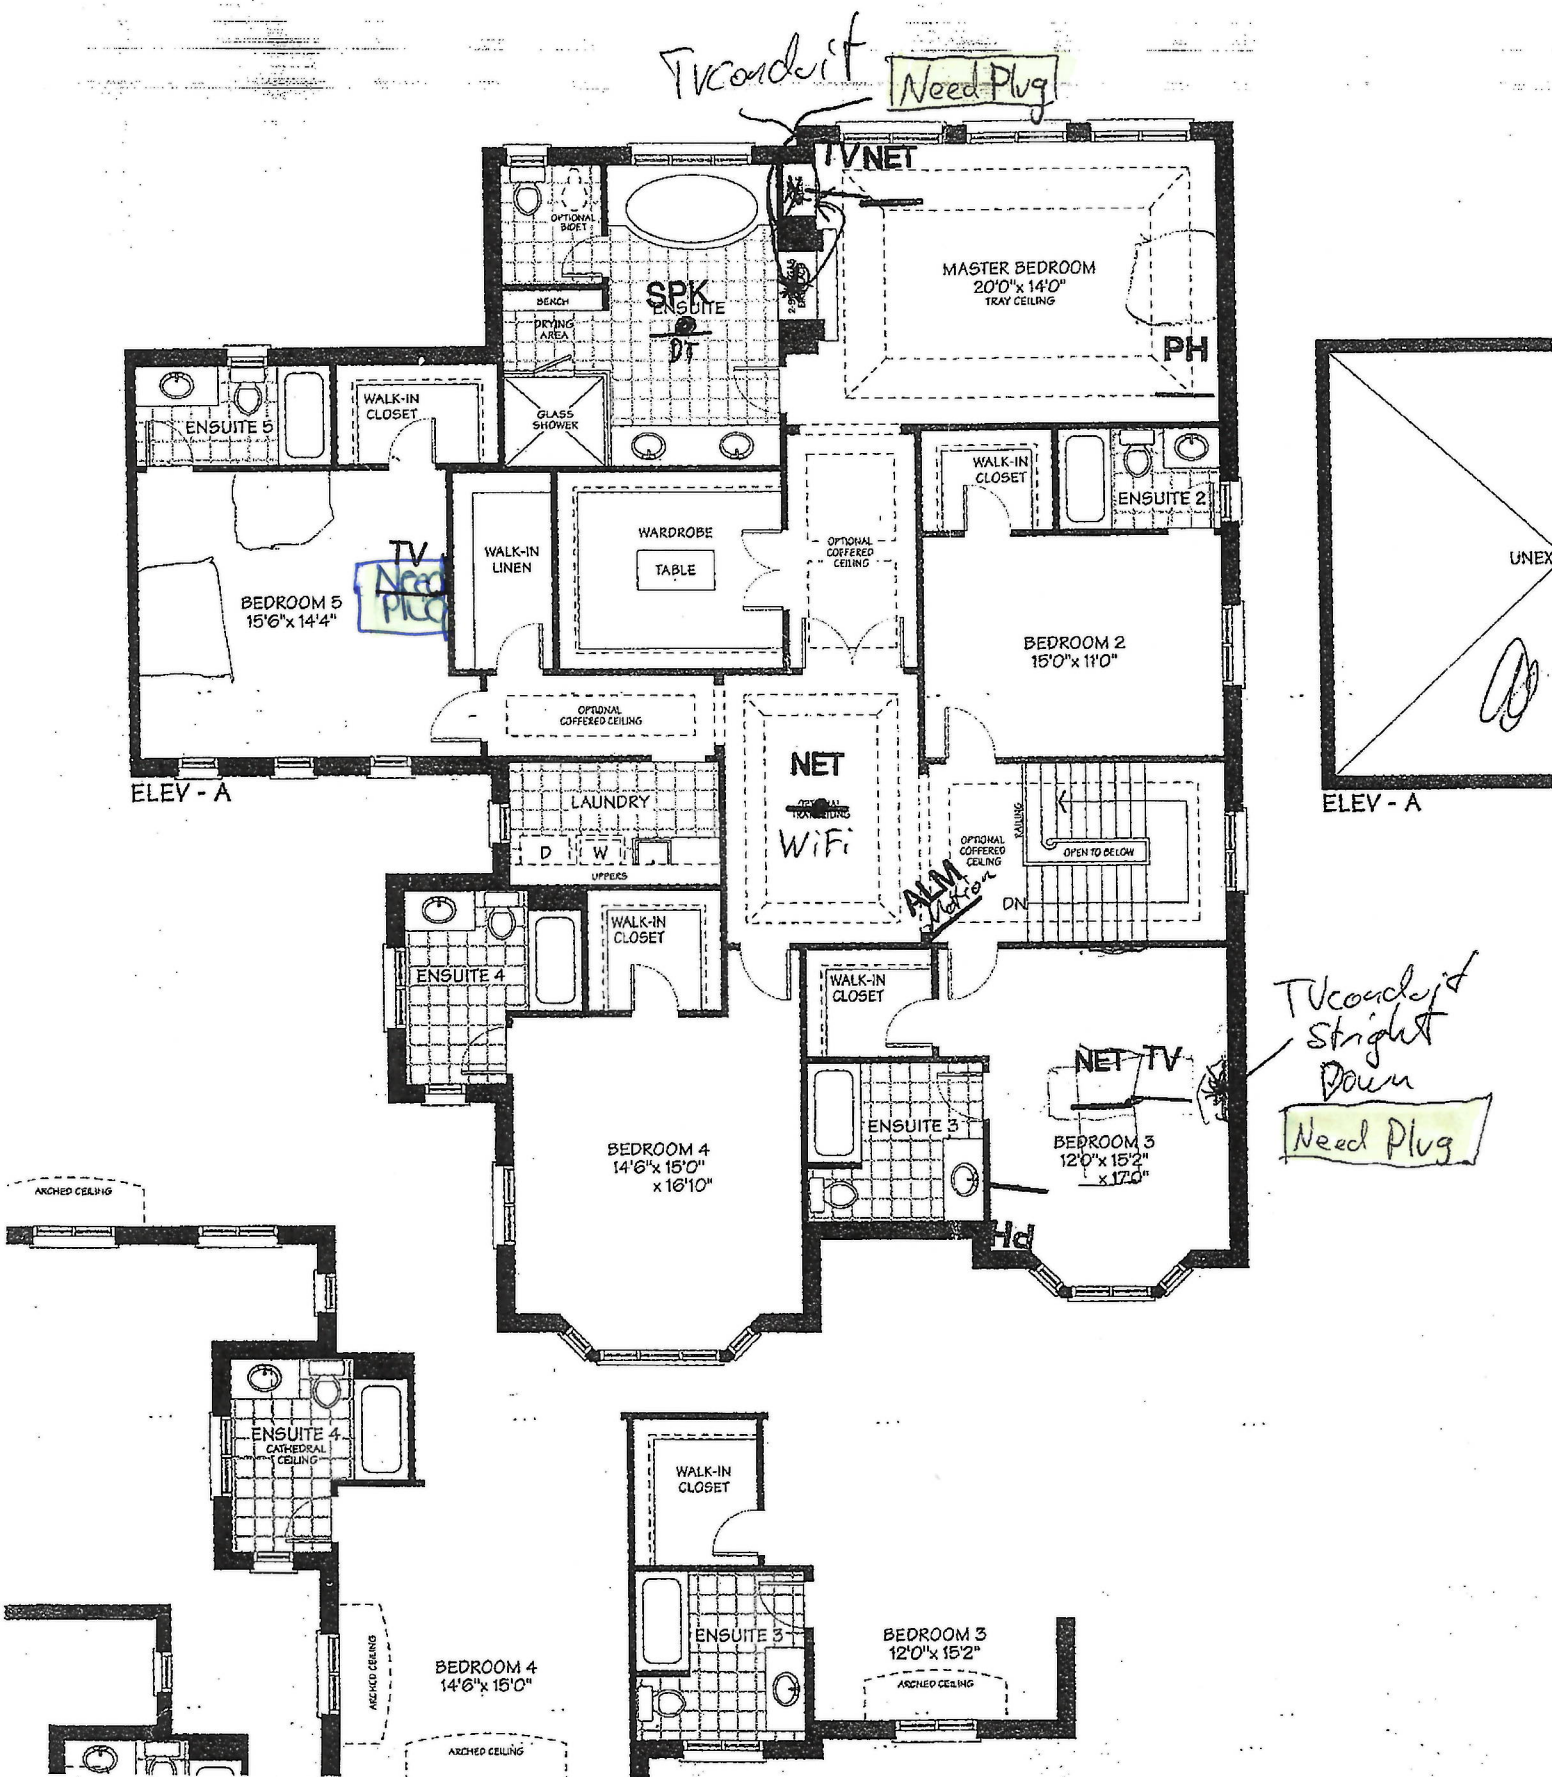 TVconduit
Need Plug
TV NET
OPTIONAL
BIDET
MASTER BEDROOM
20'0"x 14'0"
TRAY CEILING
SPK
ENSUITE
DT
BENCH
DRYING
AREA
PH
WALK-IN
CLOSET
ENSUITE 5
GLASS
SHOWER
WALK-IN
CLOSET
ENSUITE 2
TV
Need
Plug
BEDROOM 5
15'6"x 14'4"
WALK-IN
LINEN
WARDROBE
TABLE
OPTIONAL
COFFERED
CEILING
UNEX
BEDROOM 2
15'0"x 11'0"
OPTIONAL
COFFERED CEILING
ELEV - A
NET
WiFi
LAUNDRY
D
W
UPPERS
RAILING
OPTIONAL
COFFERED
CEILING
OPEN TO BELOW
DN
ELEV - A
ALM
Motion
WALK-IN
CLOSET
ENSUITE 4
WALK-IN
CLOSET
TVconduit
Stright
Down
Need Plug
NET TV
ENSUITE 3
BEDROOM 3
12'0"x 15'2"
x 17'0"
BEDROOM 4
14'6"x 15'0"
x 16'10"
Hd
ARCHED CEILING
ENSUITE 4
CATHEDRAL
CEILING
WALK-IN
CLOSET
ARCHED CEILING
BEDROOM 4
14'6"x 15'0"
ARCHED CEILING
ENSUITE 3
BEDROOM 3
12'0"x 15'2"
ARCHED CEILING